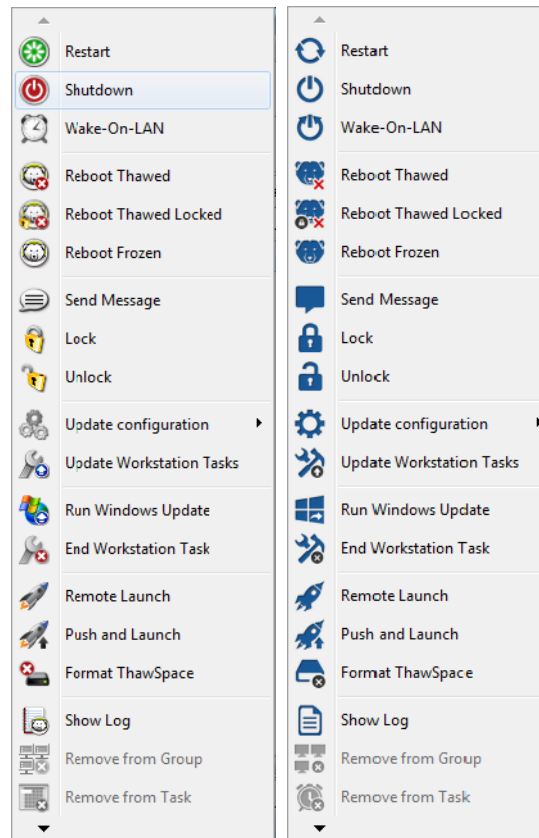 Restart
Shutdown
Wake-On-LAN
Reboot Thawed
Reboot Thawed Locked
Reboot Frozen
Send Message
Lock
Unlock
Update configuration
Update Workstation Tasks
Run Windows Update
End Workstation Task
Remote Launch
Push and Launch
Format ThawSpace
Show Log
Remove from Group
Remove from Task
Restart
Shutdown
Wake-On-LAN
Reboot Thawed
Reboot Thawed Locked
Reboot Frozen
Send Message
Lock
Unlock
Update configuration
Update Workstation Tasks
Run Windows Update
End Workstation Task
Remote Launch
Push and Launch
Format ThawSpace
Show Log
Remove from Group
Remove from Task